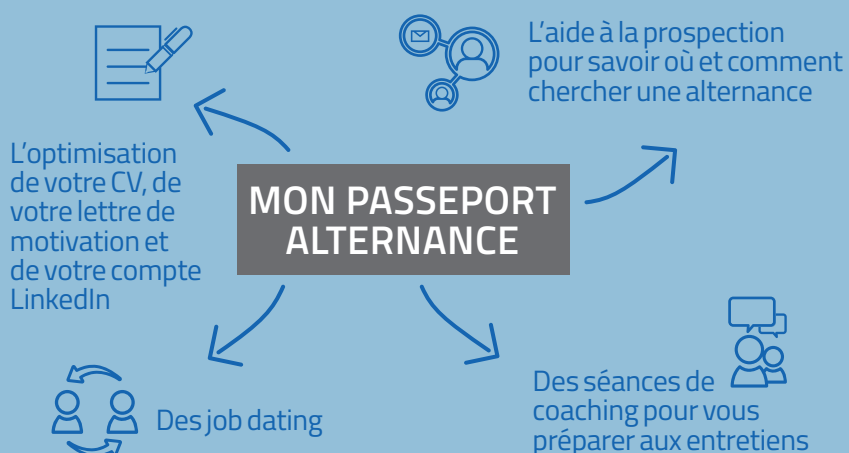 L'aide à la prospection
pour savoir où et comment
chercher une alternance
L'optimisation
de votre CV, de
votre lettre de
motivation et
de votre compte
LinkedIn
MON PASSEPORT
ALTERNANCE
Des job dating
Des séances de
coaching pour vous
préparer aux entretiens